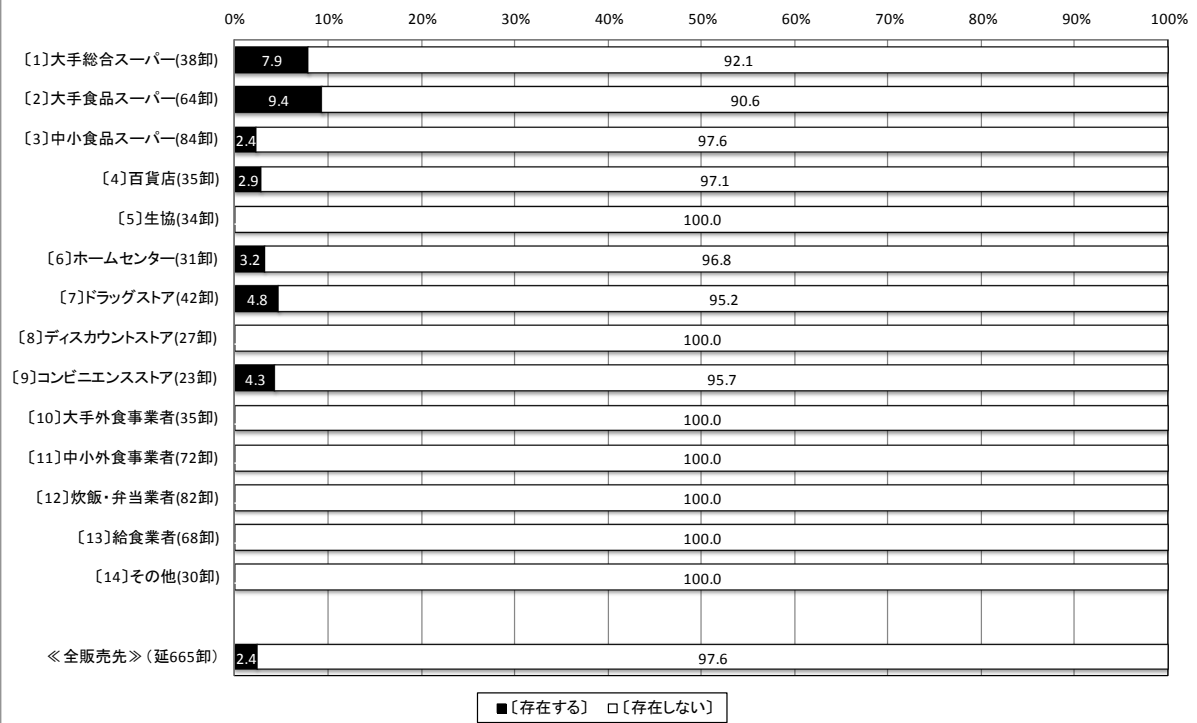 0% 10% 20% 30% 40% 50% 60% 70% 80% 90% 100%
〔1〕大手総合スーパー(38卸) 7.9 92.1
〔2〕大手食品スーパー(64卸) 9.4 90.6
〔3〕中小食品スーパー(84卸) 2.4 97.6
〔4〕百貨店(35卸) 2.9 97.1
〔5〕生協(34卸) 100.0
〔6〕ホームセンター(31卸) 3.2 96.8
〔7〕ドラッグストア(42卸) 4.8 95.2
〔8〕ディスカウントストア(27卸) 100.0
〔9〕コンビニエンスストア(23卸) 4.3 95.7
〔10〕大手外食事業者(35卸) 100.0
〔11〕中小外食事業者(72卸) 100.0
〔12〕炊飯・弁当業者(82卸) 100.0
〔13〕給食業者(68卸) 100.0
〔14〕その他(30卸) 100.0
≪全販売先≫（延665卸） 2.4 97.6
■〔存在する〕 □〔存在しない〕